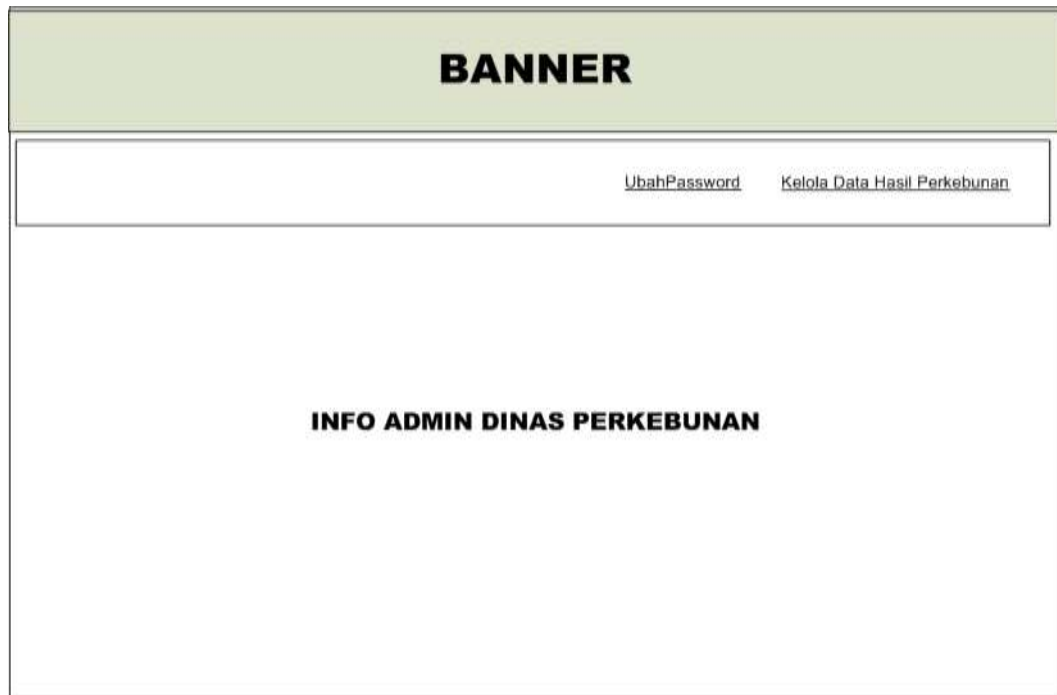 BANNER
UbahPassword Kelola Data Hasil Perkebunan
INFO ADMIN DINAS PERKEBUNAN